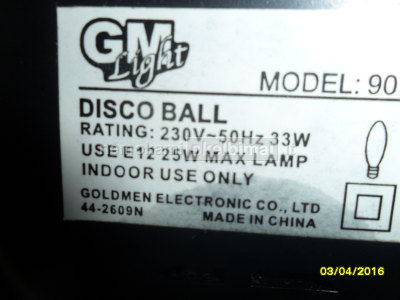 GM
Light
MODEL: 90
DISCO BALL
RATING: 230V~50Hz 33W
USE E12 25W MAX LAMP
INDOOR USE ONLY
GOLDMEN ELECTRONIC CO., LTD
44-2609N
MADE IN CHINA
03/04/2016